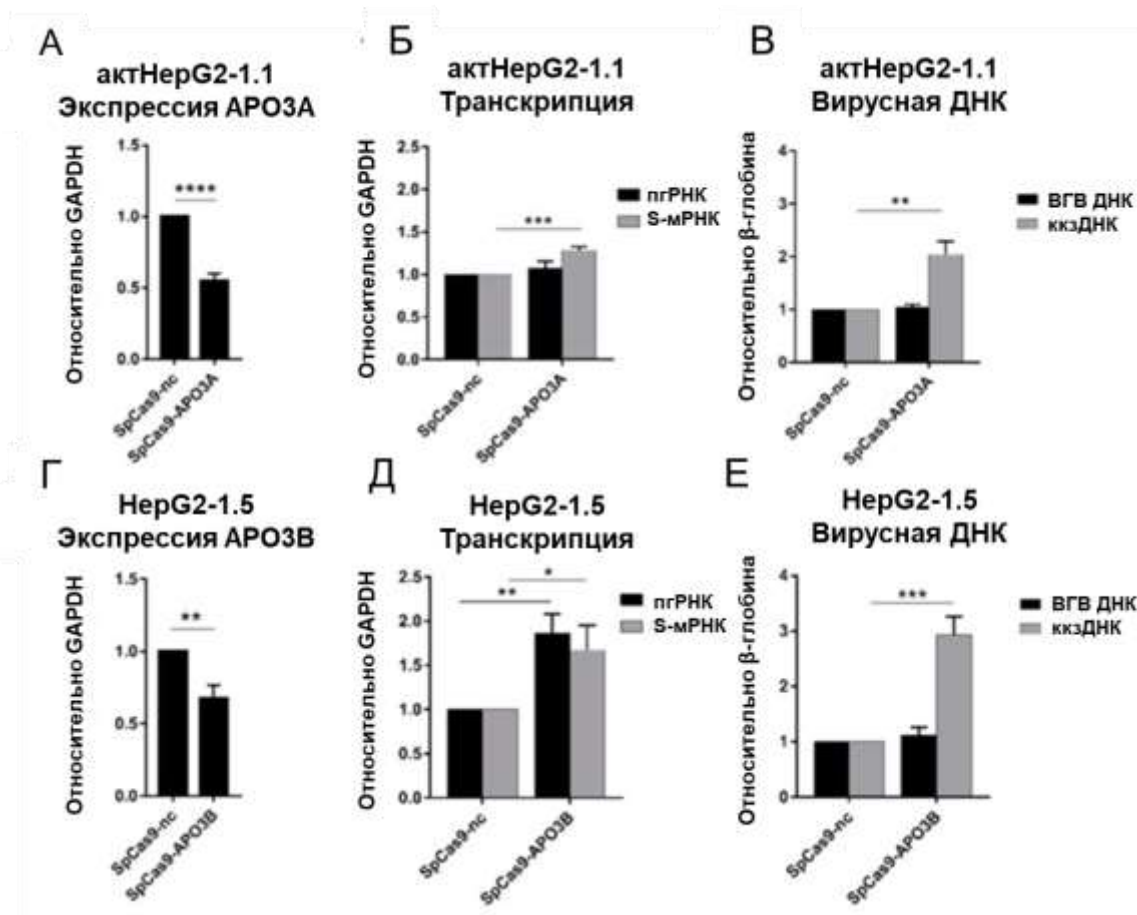 А
актHepG2-1.1
Экспрессия APO3A
Относительно GAPDH
1.5
1.0
0.5
0.0
****
SpCas9-nc
SpCas9-APO3A
Б
актHepG2-1.1
Транскрипция
Относительно GAPDH
2.5
2.0
1.5
1.0
0.5
0.0
***
пгРНК
S-мРНК
SpCas9-nc
SpCas9-APO3A
В
актHepG2-1.1
Вирусная ДНК
Относительно β-глобина
4
3
2
1
0
**
ВГВ ДНК
ккзДНК
SpCas9-nc
SpCas9-APO3A
Г
HepG2-1.5
Экспрессия APO3B
Относительно GAPDH
1.5
1.0
0.5
0.0
**
SpCas9-nc
SpCas9-APO3B
Д
HepG2-1.5
Транскрипция
Относительно GAPDH
2.5
2.0
1.5
1.0
0.5
0.0
**
*
пгРНК
S-мРНК
SpCas9-nc
SpCas9-APO3B
Е
HepG2-1.5
Вирусная ДНК
Относительно β-глобина
4
3
2
1
0
***
ВГВ ДНК
ккзДНК
SpCas9-nc
SpCas9-APO3B